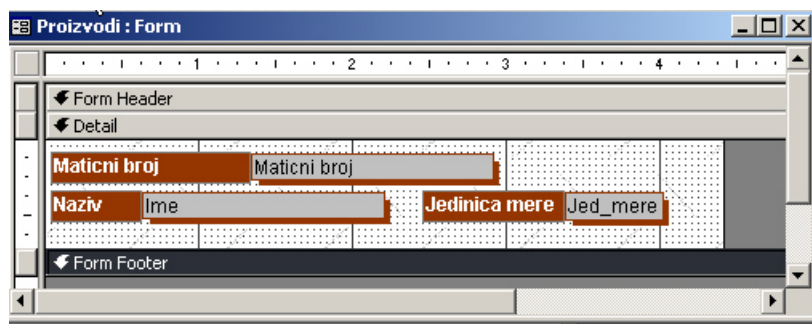 Proizvodi : Form
1 2 3 4
Form Header
Detail
Maticni broj Maticni broj
Naziv Ime Jedinica mere Jed_mere
Form Footer